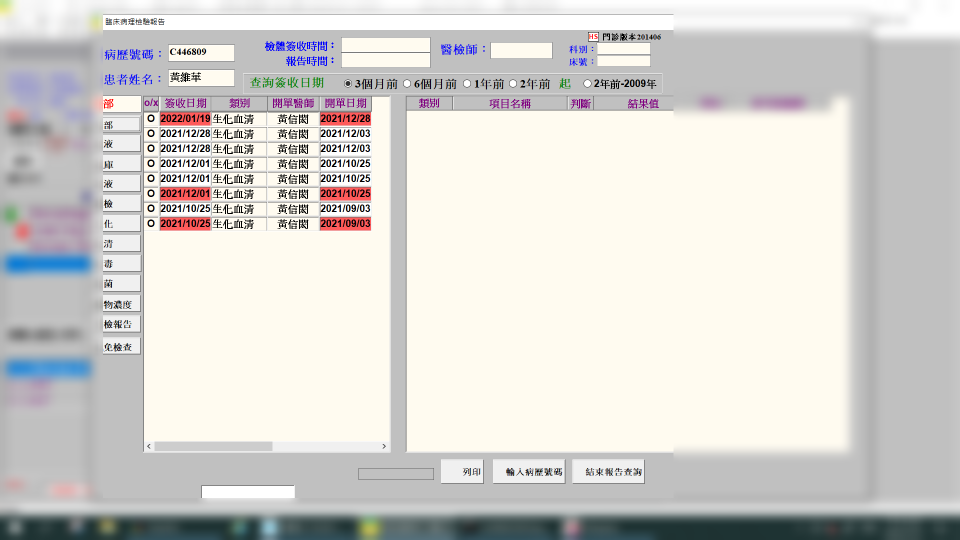 臨床病理檢驗報告
病歷號碼： C446809
檢體簽收時間：
報告時間：
醫檢師：
HS 門診版本201406
科別：
床號：
患者姓名： 黃維華
查詢簽收日期 3個月前 6個月前 1年前 2年前 起 2年前-2009年
部
部
液
庫
液
檢
化
清
毒
菌
物濃度
檢報告
免檢查
o/x 簽收日期 類別 開單醫師 開單日期
O 2022/01/19 生化血清 黃信閎 2021/12/28
O 2021/12/28 生化血清 黃信閎 2021/12/03
O 2021/12/28 生化血清 黃信閎 2021/12/03
O 2021/12/01 生化血清 黃信閎 2021/10/25
O 2021/12/01 生化血清 黃信閎 2021/10/25
O 2021/12/01 生化血清 黃信閎 2021/10/25
O 2021/10/25 生化血清 黃信閎 2021/09/03
O 2021/10/25 生化血清 黃信閎 2021/09/03
類別 項目名稱 判斷 結果值
列印 輸入病歷號碼 結束報告查詢